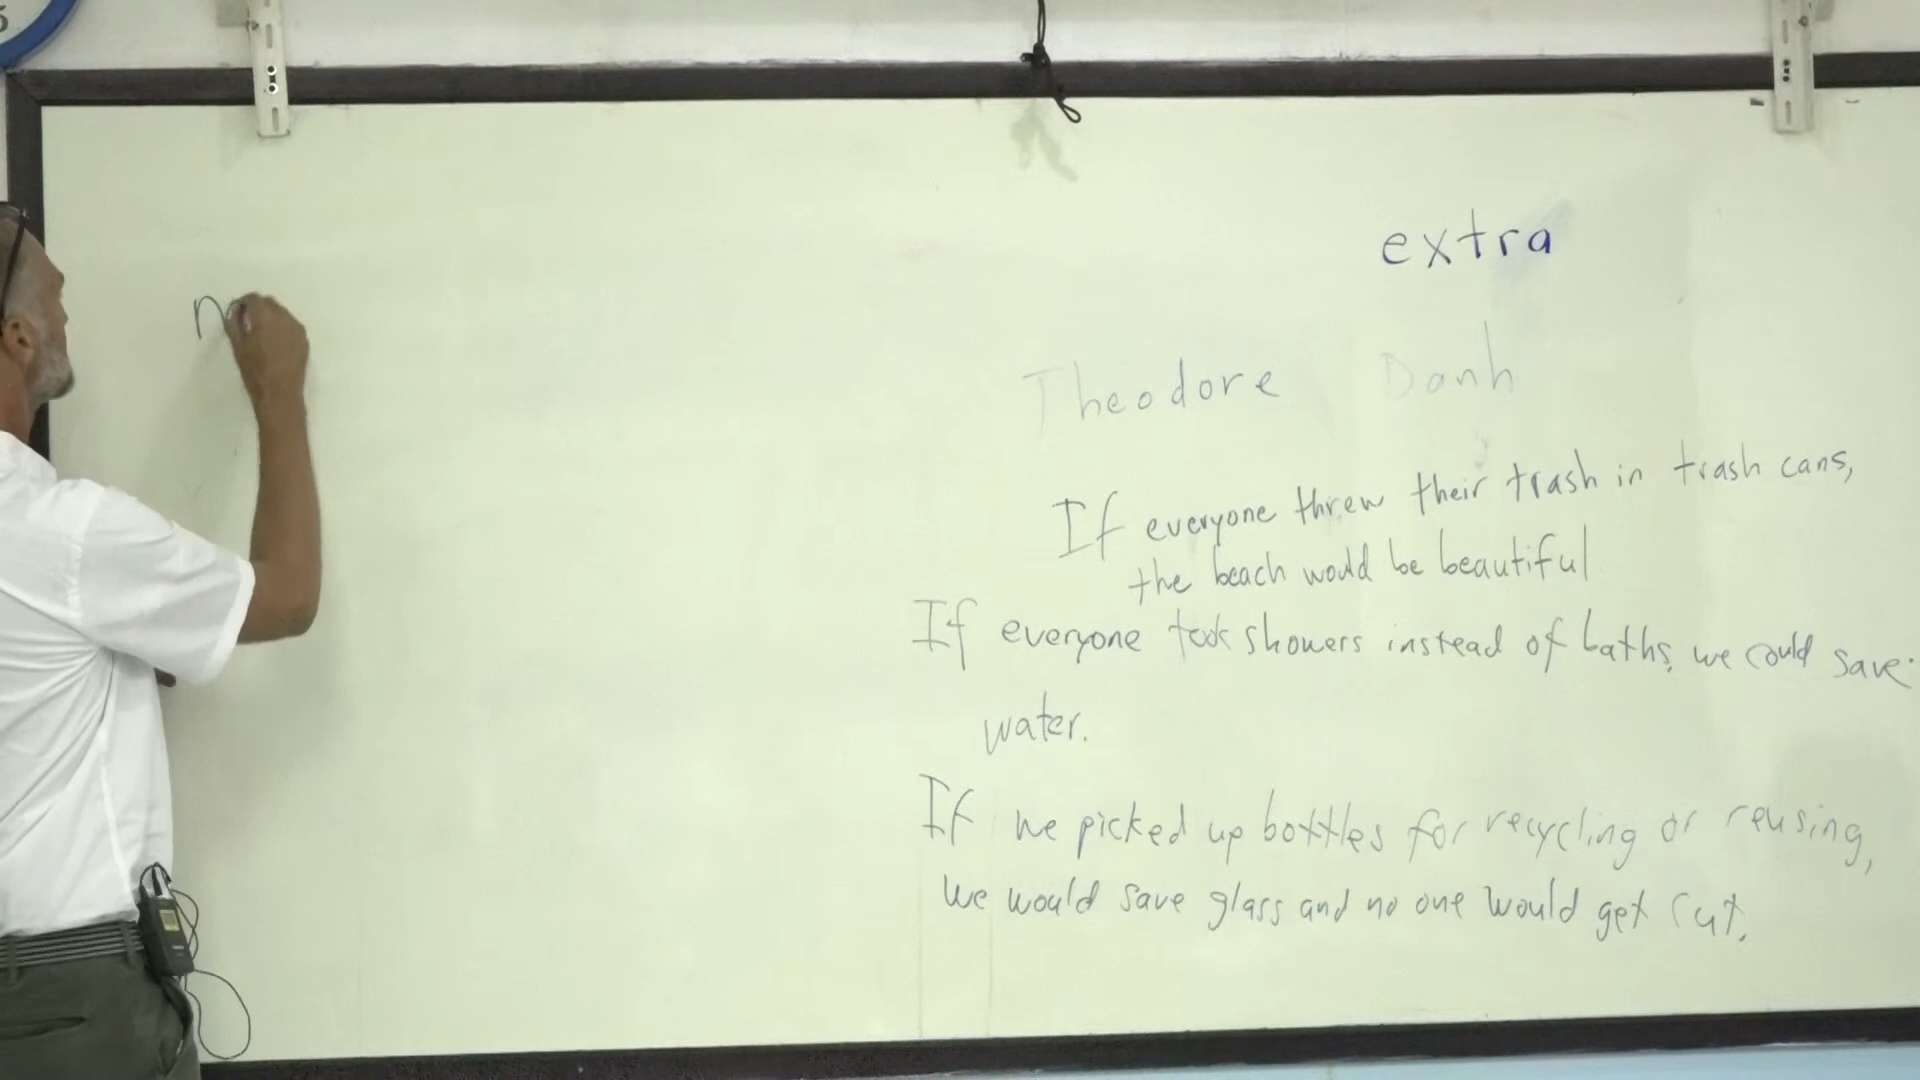 extra
Theodore Danh
If everyone threw their trash in trash cans,
the beach would be beautiful
If everyone took showers instead of baths, we could save
water.
If we picked up bottles for recycling or reusing,
we would save glass and no one would get cut.